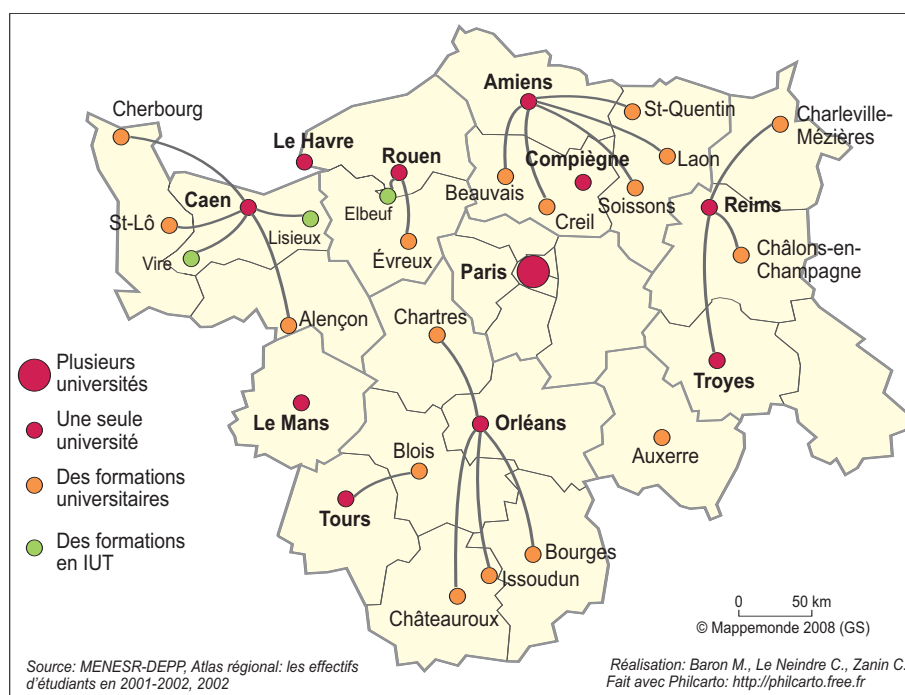 Cherbourg
Amiens
St-Quentin
Charleville-
Mézières
Le Havre
Rouen
Compiègne
Laon
Beauvais
Caen
Elbeuf
Creil
Soissons
Reims
St-Lô
Lisieux
Vire
Évreux
Châlons-en-
Champagne
Paris
Alençon
Chartres
Troyes
Le Mans
Orléans
Auxerre
Blois
Tours
Bourges
Issoudun
Châteauroux
Plusieurs
universités
Une seule
université
Des formations
universitaires
Des formations
en IUT
0 50 km
© Mappemonde 2008 (GS)
Source: MENESR-DEPP, Atlas régional: les effectifs
d'étudiants en 2001-2002, 2002
Réalisation: Baron M., Le Neindre C., Zanin C.
Fait avec Philcarto: http://philcarto.free.fr